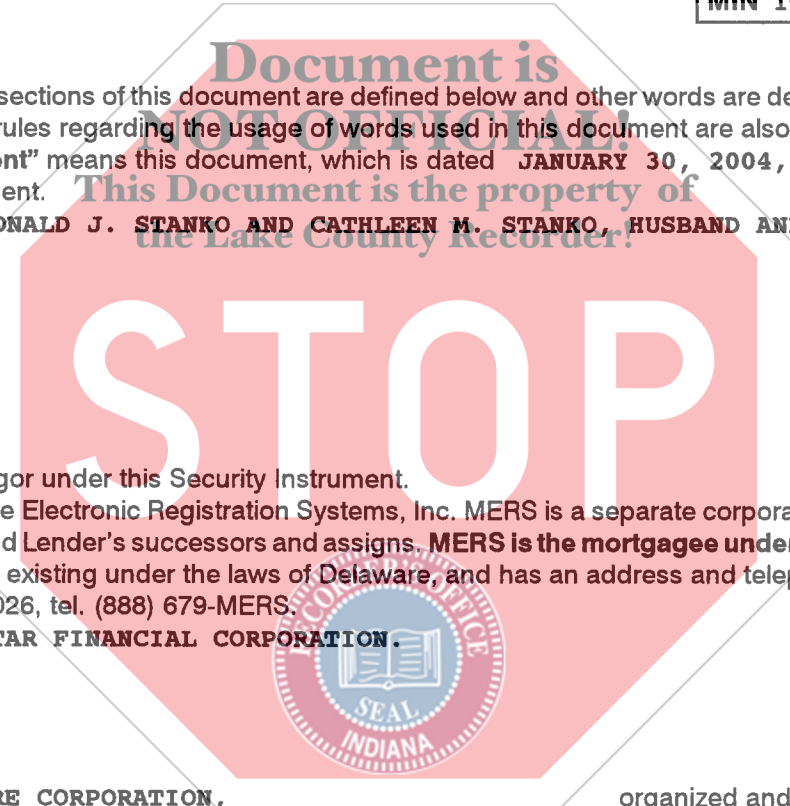 MIN 1
Document is
sections of this document are defined below and other words are de
NOT OFFICIAL!
rules regarding the usage of words used in this document are also
nt” means this document, which is dated JANUARY 30, 2004,
ent.
This Document is the property of
ONALD J. STANKO AND CATHLEEN M. STANKO, HUSBAND AN
the Lake County Recorder!
STOP
gor under this Security Instrument.
e Electronic Registration Systems, Inc. MERS is a separate corpora
d Lender's successors and assigns. MERS is the mortgagee under
existing under the laws of Delaware, and has an address and telep
026, tel. (888) 679-MERS.
TAR FINANCIAL CORPORATION.
RECORDER'S OFFICE
SEAL
INDIANA
RE CORPORATION, organized and